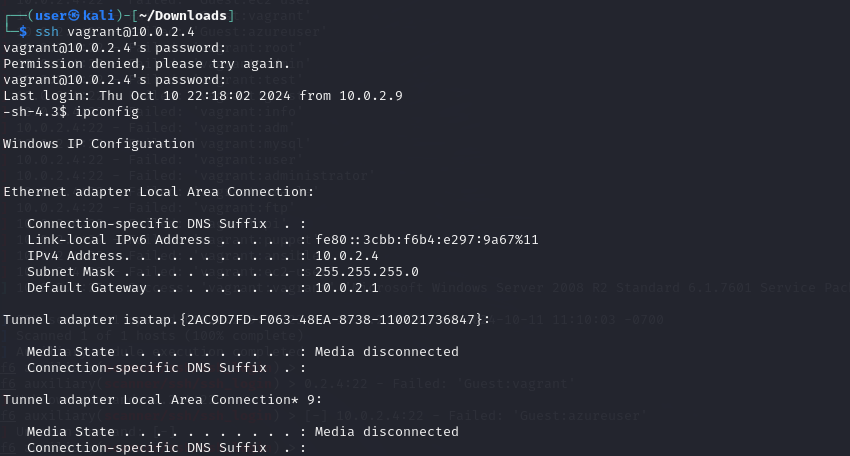 ┌──(user㉿kali)-[~/Downloads]
└─$ ssh vagrant@10.0.2.4
vagrant@10.0.2.4's password:
Permission denied, please try again.
vagrant@10.0.2.4's password:
Last login: Thu Oct 10 22:18:02 2024 from 10.0.2.9
-sh-4.3$ ipconfig
Windows IP Configuration
Ethernet adapter Local Area Connection:
Connection-specific DNS Suffix . :
Link-local IPv6 Address . . . . . : fe80::3cbb:f6b4:e297:9a67%11
IPv4 Address. . . . . . . . . . . : 10.0.2.4
Subnet Mask . . . . . . . . . . . : 255.255.255.0
Default Gateway . . . . . . . . . : 10.0.2.1
Tunnel adapter isatap.{2AC9D7FD-F063-48EA-8738-110021736847}:
Media State . . . . . . . . . . . : Media disconnected
Connection-specific DNS Suffix . :
Tunnel adapter Local Area Connection* 9:
Media State . . . . . . . . . . . : Media disconnected
Connection-specific DNS Suffix . :